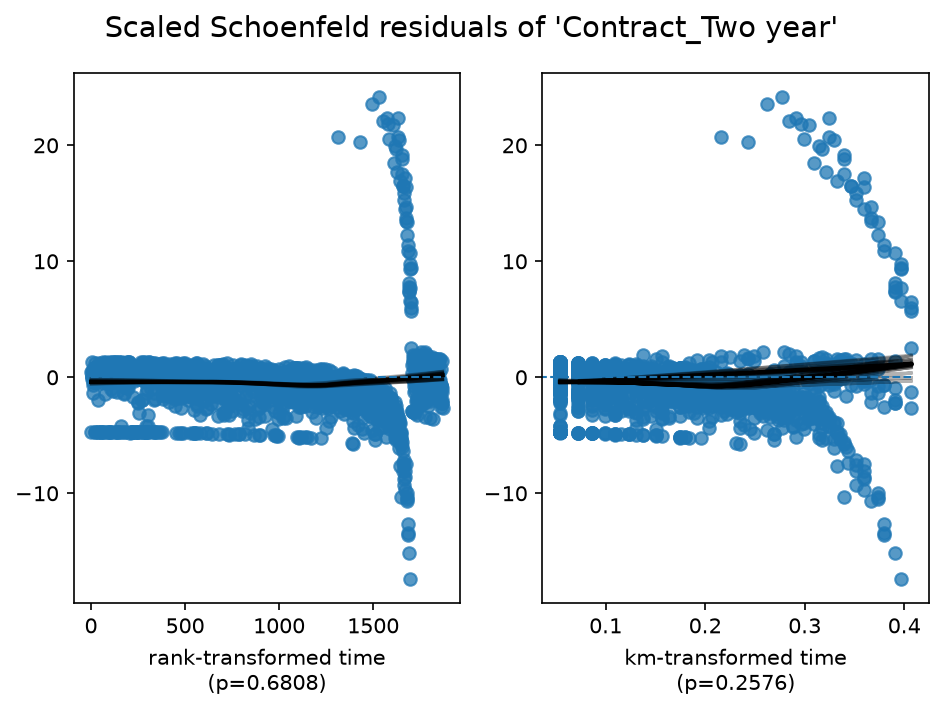 Scaled Schoenfeld residuals of 'Contract_Two year'
20
10
0
−10
0 500 1000 1500
rank-transformed time
(p=0.6808)
20
10
0
−10
0.1 0.2 0.3 0.4
km-transformed time
(p=0.2576)